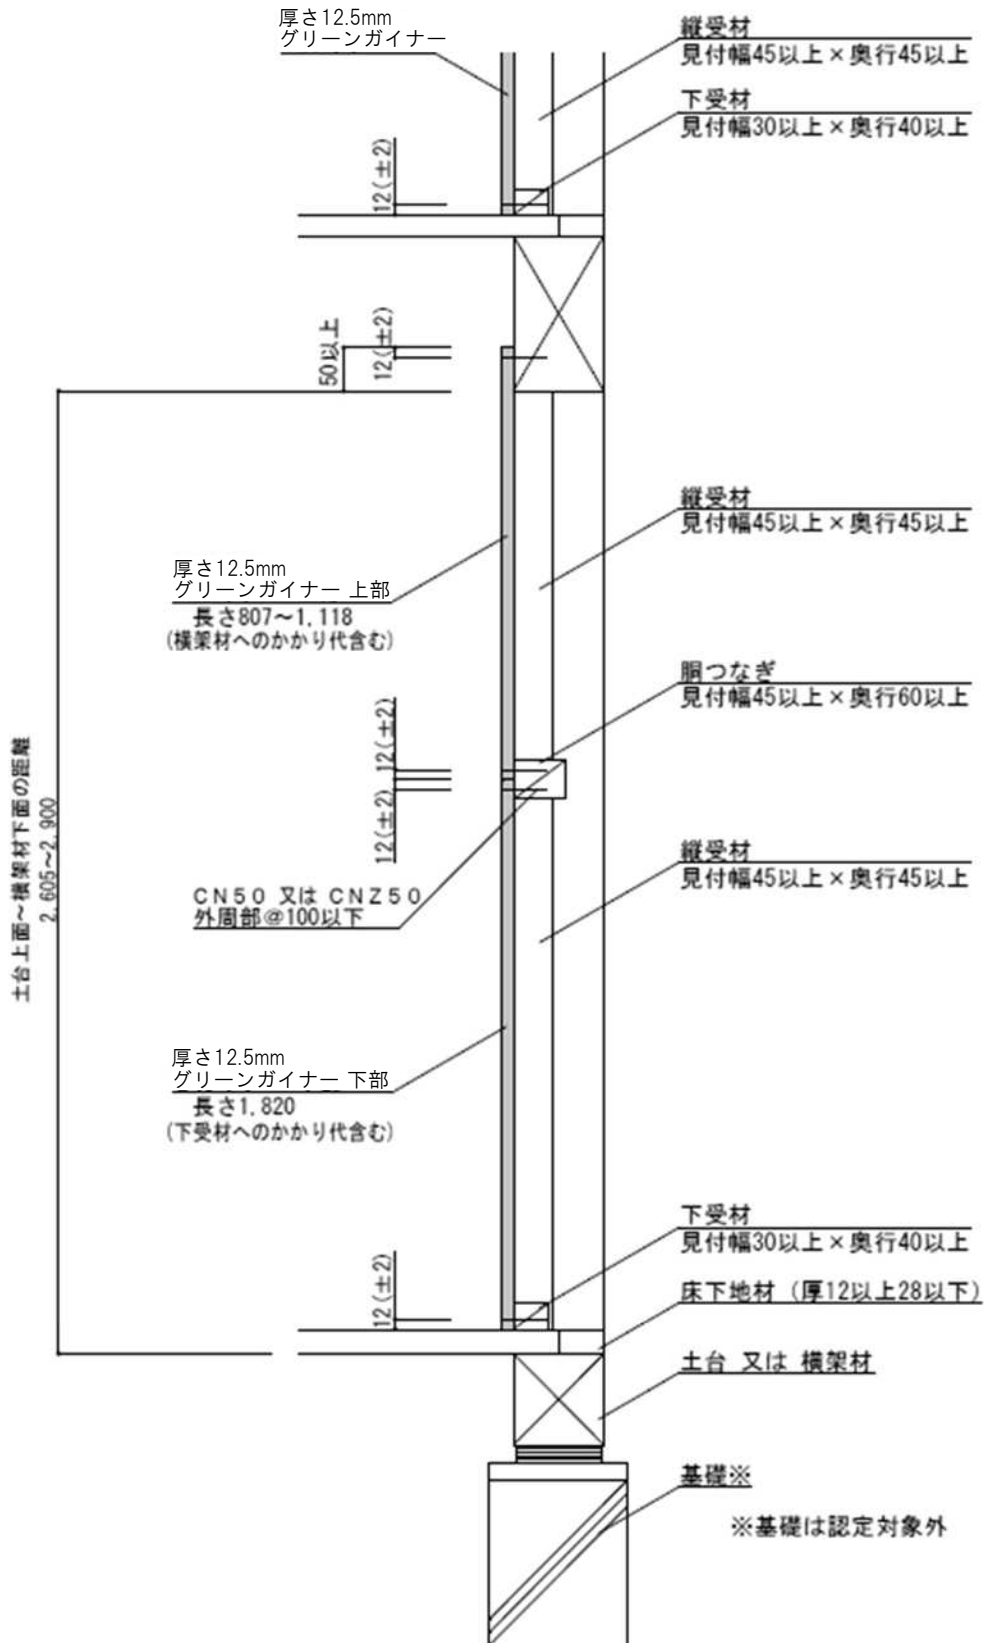 厚さ12.5mm
グリーンガイナー
縦受材
見付幅45以上×奥行45以上
下受材
見付幅30以上×奥行40以上
12(±2)
50以上
12(±2)
縦受材
見付幅45以上×奥行45以上
厚さ12.5mm
グリーンガイナー 上部
長さ807～1,118
(横架材へのかかり代含む)
胴つなぎ
見付幅45以上×奥行60以上
12(±2)
12(±2)
土台上面～横架材下面の距離
2,605～2,900
縦受材
見付幅45以上×奥行45以上
CN50 又は CNZ50
外周部@100以下
厚さ12.5mm
グリーンガイナー 下部
長さ1,820
(下受材へのかかり代含む)
下受材
見付幅30以上×奥行40以上
12(±2)
床下地材（厚12以上28以下）
土台 又は 横架材
基礎※
※基礎は認定対象外